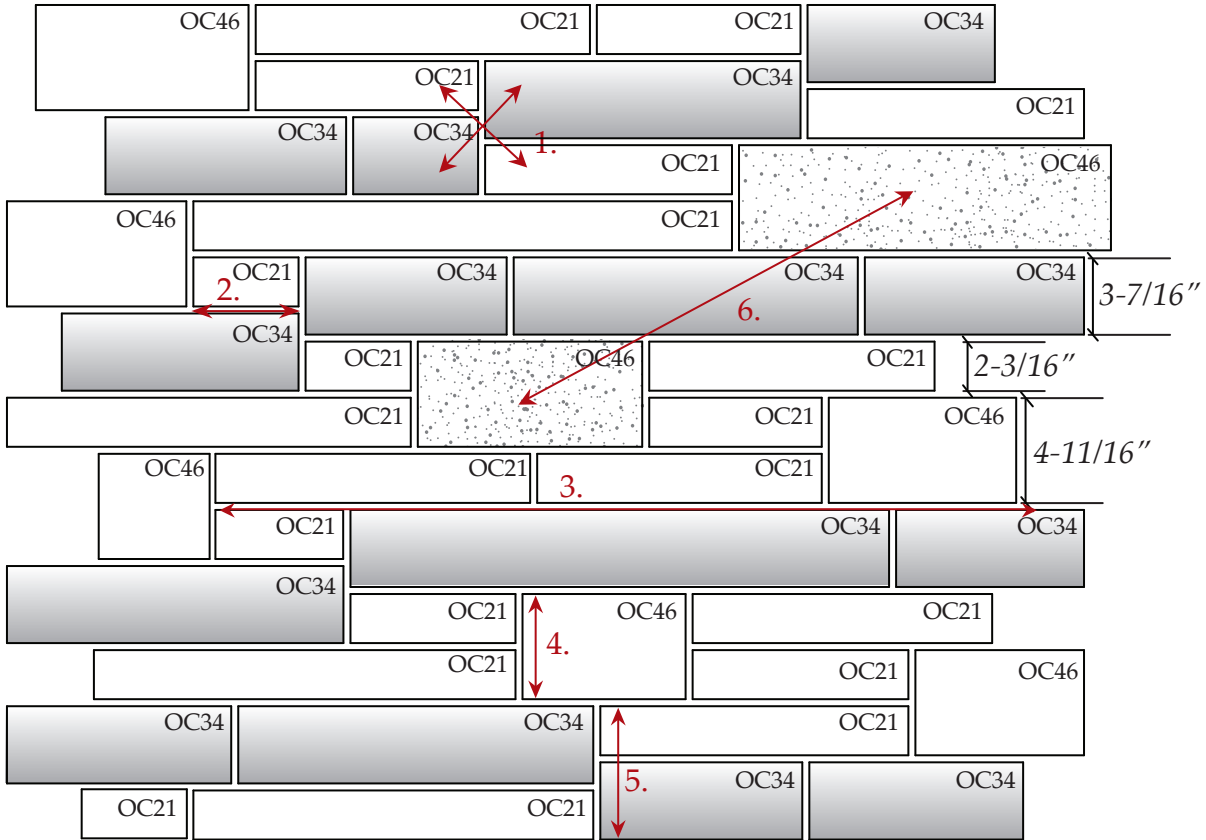 OC46 OC21 OC21 OC34
OC21 OC34
OC21
OC34 OC34 1.
OC21 OC46
OC46 OC21
OC21 OC34 OC34 OC34
2. 3-7/16"
6.
OC34
OC21 OC46 OC21 2-3/16"
OC21 OC21 OC46
4-11/16"
OC46 OC21 OC21
3.
OC21 OC34 OC34
OC34
OC21 OC46 OC21
4.
OC21 OC21 OC46
OC34 OC34 OC21
5. OC34 OC34
OC21 OC21